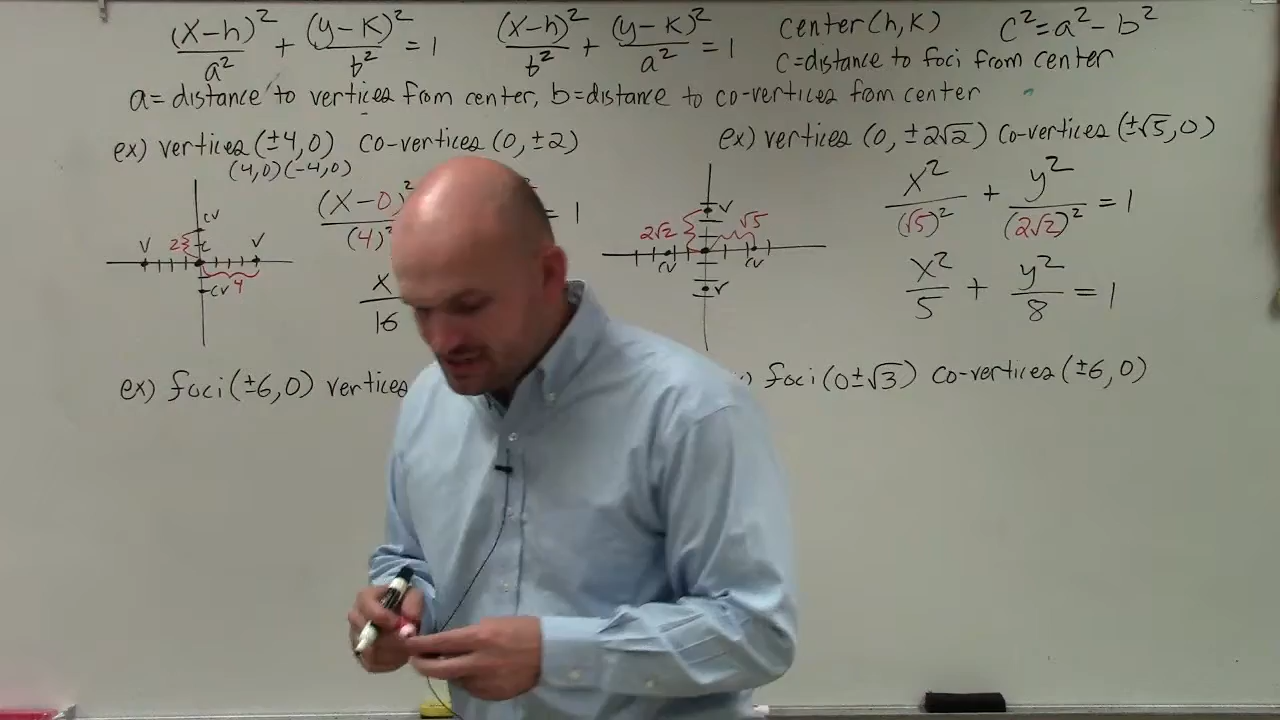 (x-h)²/a² + (y-k)²/b² = 1
(x-h)²/b² + (y-k)²/a² = 1
center(h,k)
c²=a²-b²
c=distance to foci from center
a=distance to vertices from center, b=distance to co-vertices from center
ex) vertices(±4,0) co-vertices (0,±2)
(4,0)(-4,0)
cv
V
2
C
V
4
cv
(x-0)²
(4)²
= 1
x
16
ex) vertices (0,±2√2) co-vertices (±√5,0)
V
2√2
√5
cv
cv
V
x²/(√5)² + y²/(2√2)² = 1
x²/5 + y²/8 = 1
ex) foci(±6,0) vertices
) foci(0±√3) co-vertices(±6,0)